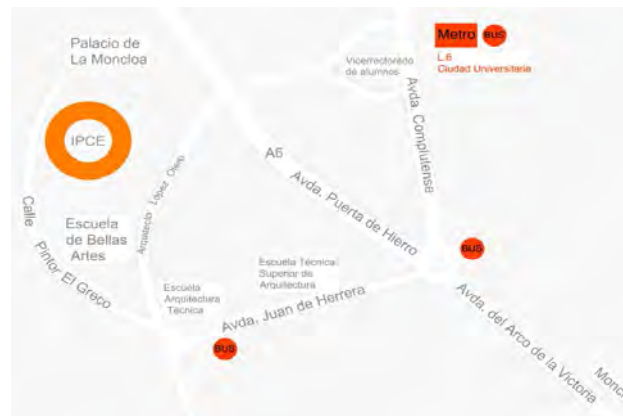 Palacio de
La Moncloa
Metro
BUS
L.6
Ciudad Universitaria
Vicerrectorado
de alumnos
Avda. Complutense
IPCE
A6
Avda. Puerta de Hierro
Arquitecto López Otero
Calle
Pintor El Greco
Escuela
de Bellas
Artes
BUS
Escuela Técnica
Superior de
Arquitectura
Escuela
Arquitectura
Técnica
Avda. Juan de Herrera
BUS
Avda. del Arco de la Victoria